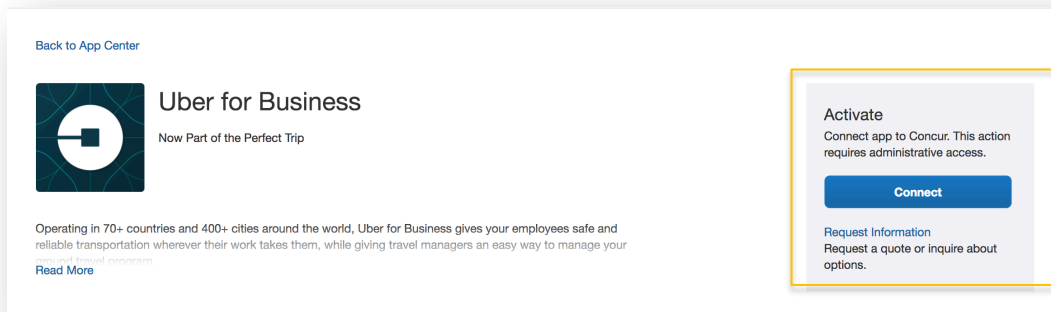 Back to App Center
Uber for Business
Now Part of the Perfect Trip
Operating in 70+ countries and 400+ cities around the world, Uber for Business gives your employees safe and
reliable transportation wherever their work takes them, while giving travel managers an easy way to manage your
ground travel program
Read More
Activate
Connect app to Concur. This action
requires administrative access.
Connect
Request Information
Request a quote or inquire about
options.